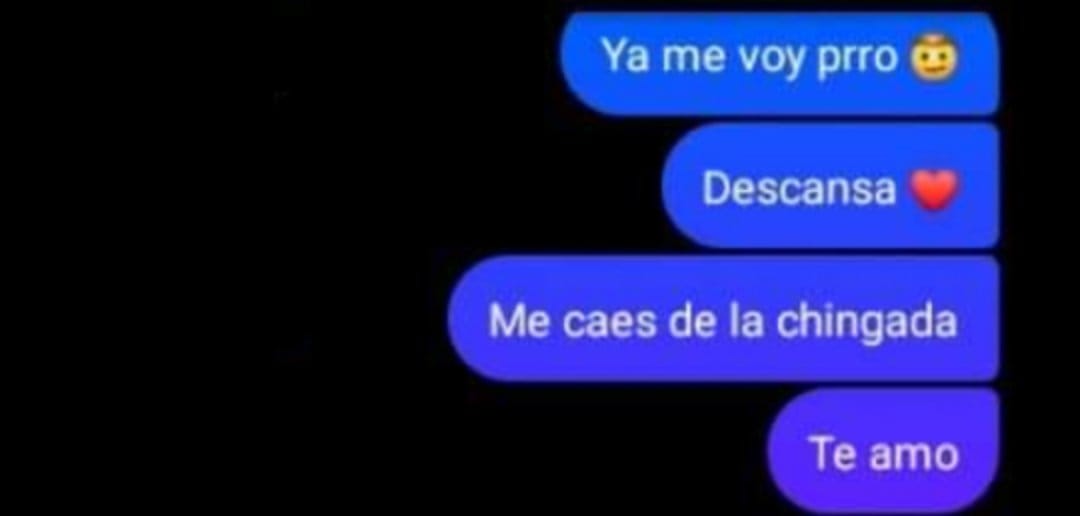 Ya me voy prro 🤠
Descansa ❤️
Me caes de la chingada
Te amo